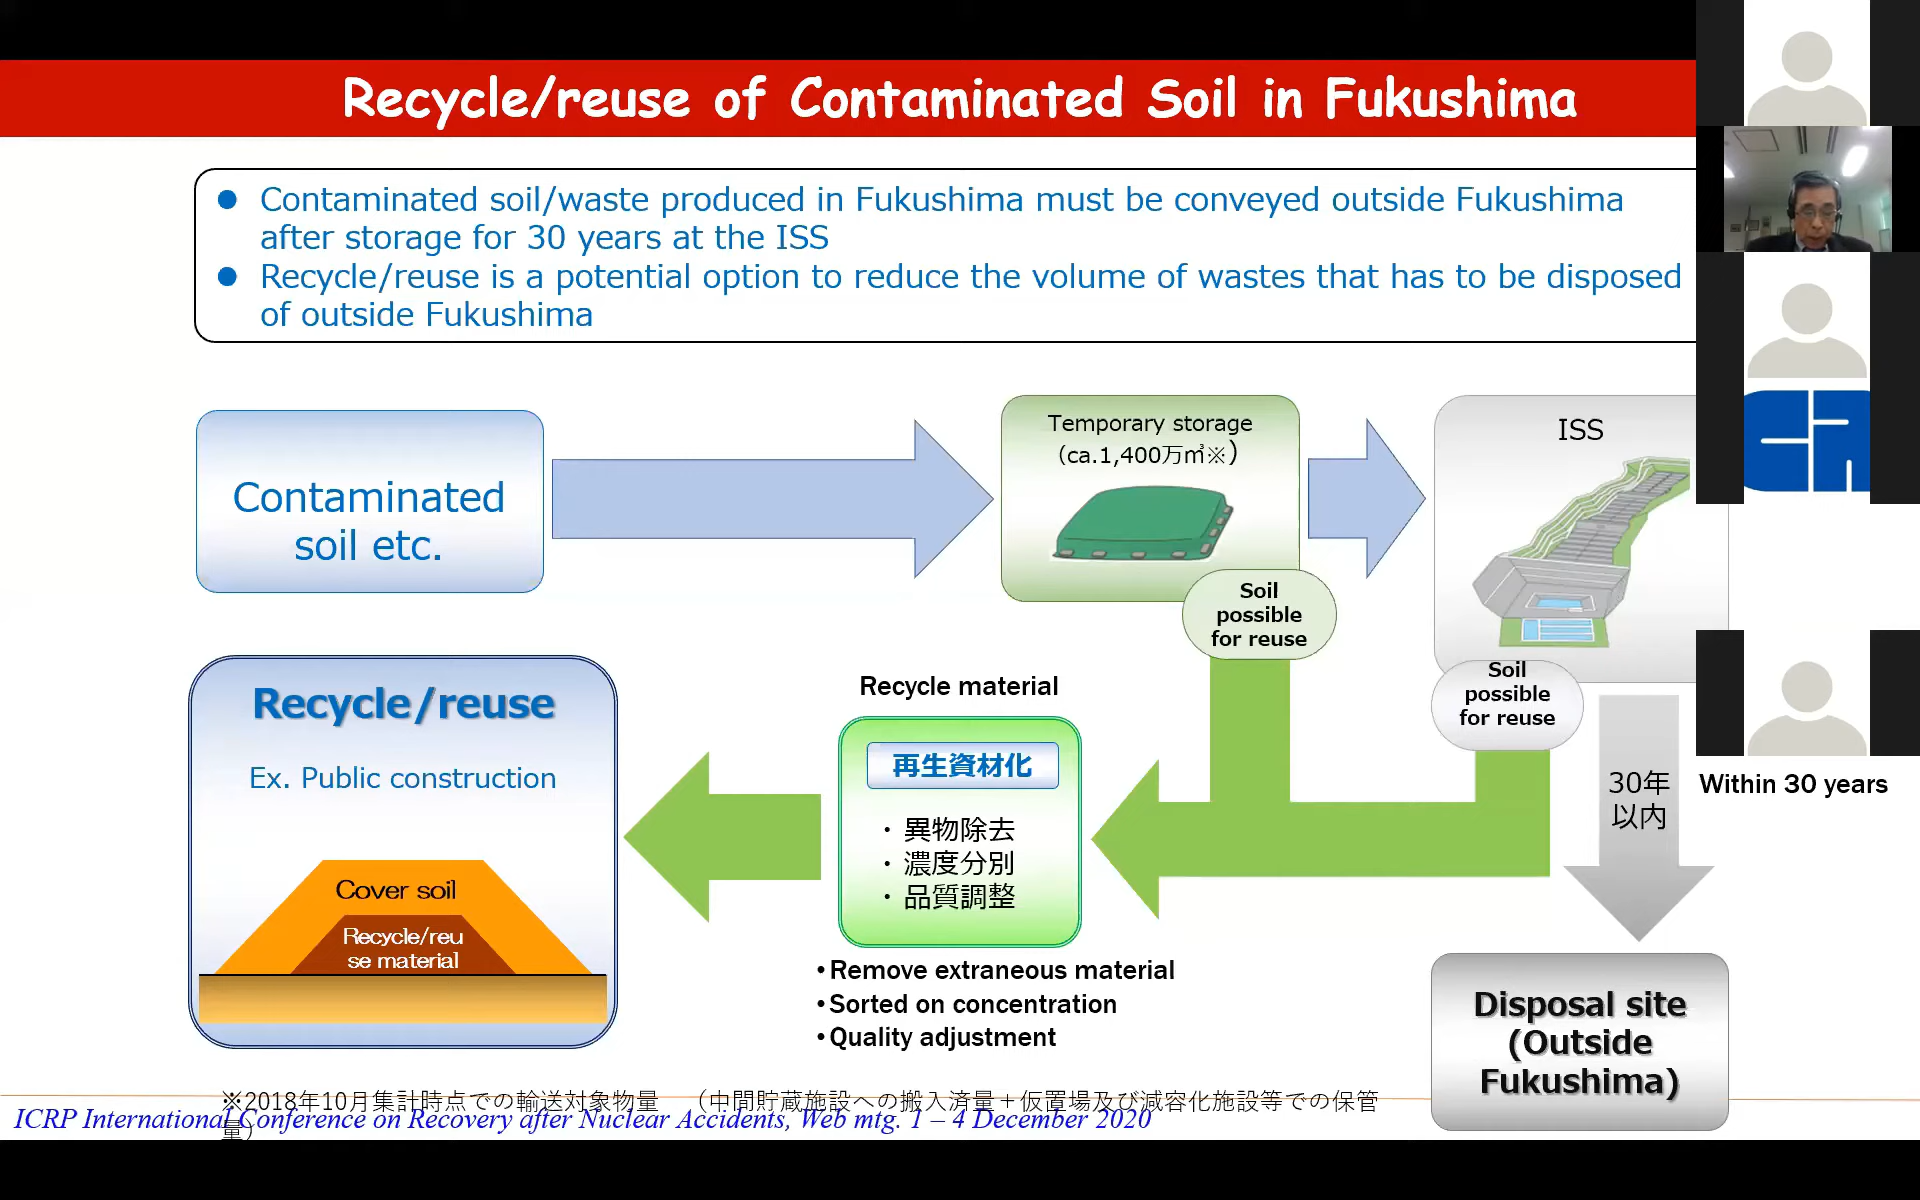 Recycle/reuse of Contaminated Soil in Fukushima
● Contaminated soil/waste produced in Fukushima must be conveyed outside Fukushima
after storage for 30 years at the ISS
● Recycle/reuse is a potential option to reduce the volume of wastes that has to be disposed
of outside Fukushima
Contaminated
soil etc.
Temporary storage
(ca.1,400万㎥※)
ISS
Soil
possible
for reuse
Soil
possible
for reuse
Recycle/reuse
Ex. Public construction
Cover soil
Recycle/reu
se material
Recycle material
再生資材化
・異物除去
・濃度分別
・品質調整
•Remove extraneous material
•Sorted on concentration
•Quality adjustment
30年
以内
Within 30 years
Disposal site
(Outside
Fukushima)
※2018年10月集計時点での輸送対象物量 （中間貯蔵施設への搬入済量＋仮置場及び減容化施設等での保管
量）
ICRP International Conference on Recovery after Nuclear Accidents, Web mtg. 1 – 4 December 2020